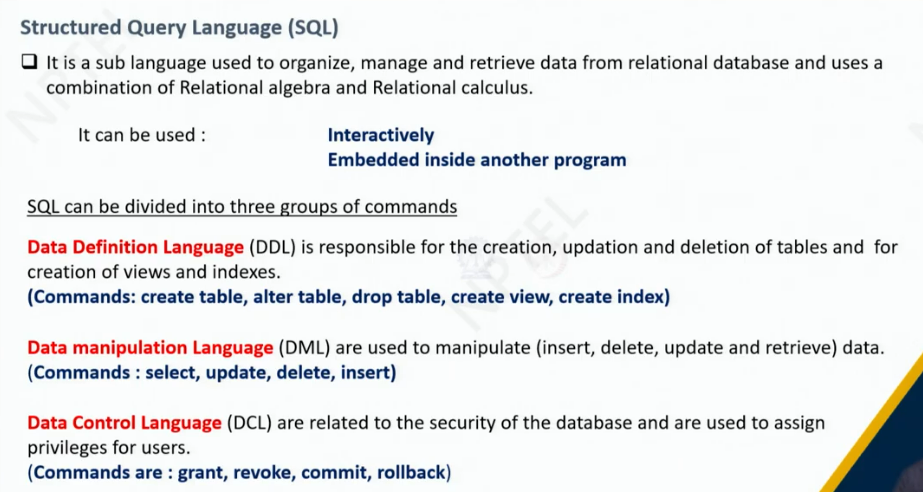 Structured Query Language (SQL)
❑ It is a sub language used to organize, manage and retrieve data from relational database and uses a
combination of Relational algebra and Relational calculus.
It can be used : Interactively
Embedded inside another program
SQL can be divided into three groups of commands
Data Definition Language (DDL) is responsible for the creation, updation and deletion of tables and for
creation of views and indexes.
(Commands: create table, alter table, drop table, create view, create index)
Data manipulation Language (DML) are used to manipulate (insert, delete, update and retrieve) data.
(Commands : select, update, delete, insert)
Data Control Language (DCL) are related to the security of the database and are used to assign
privileges for users.
(Commands are : grant, revoke, commit, rollback)
NPTEL
NPTEL